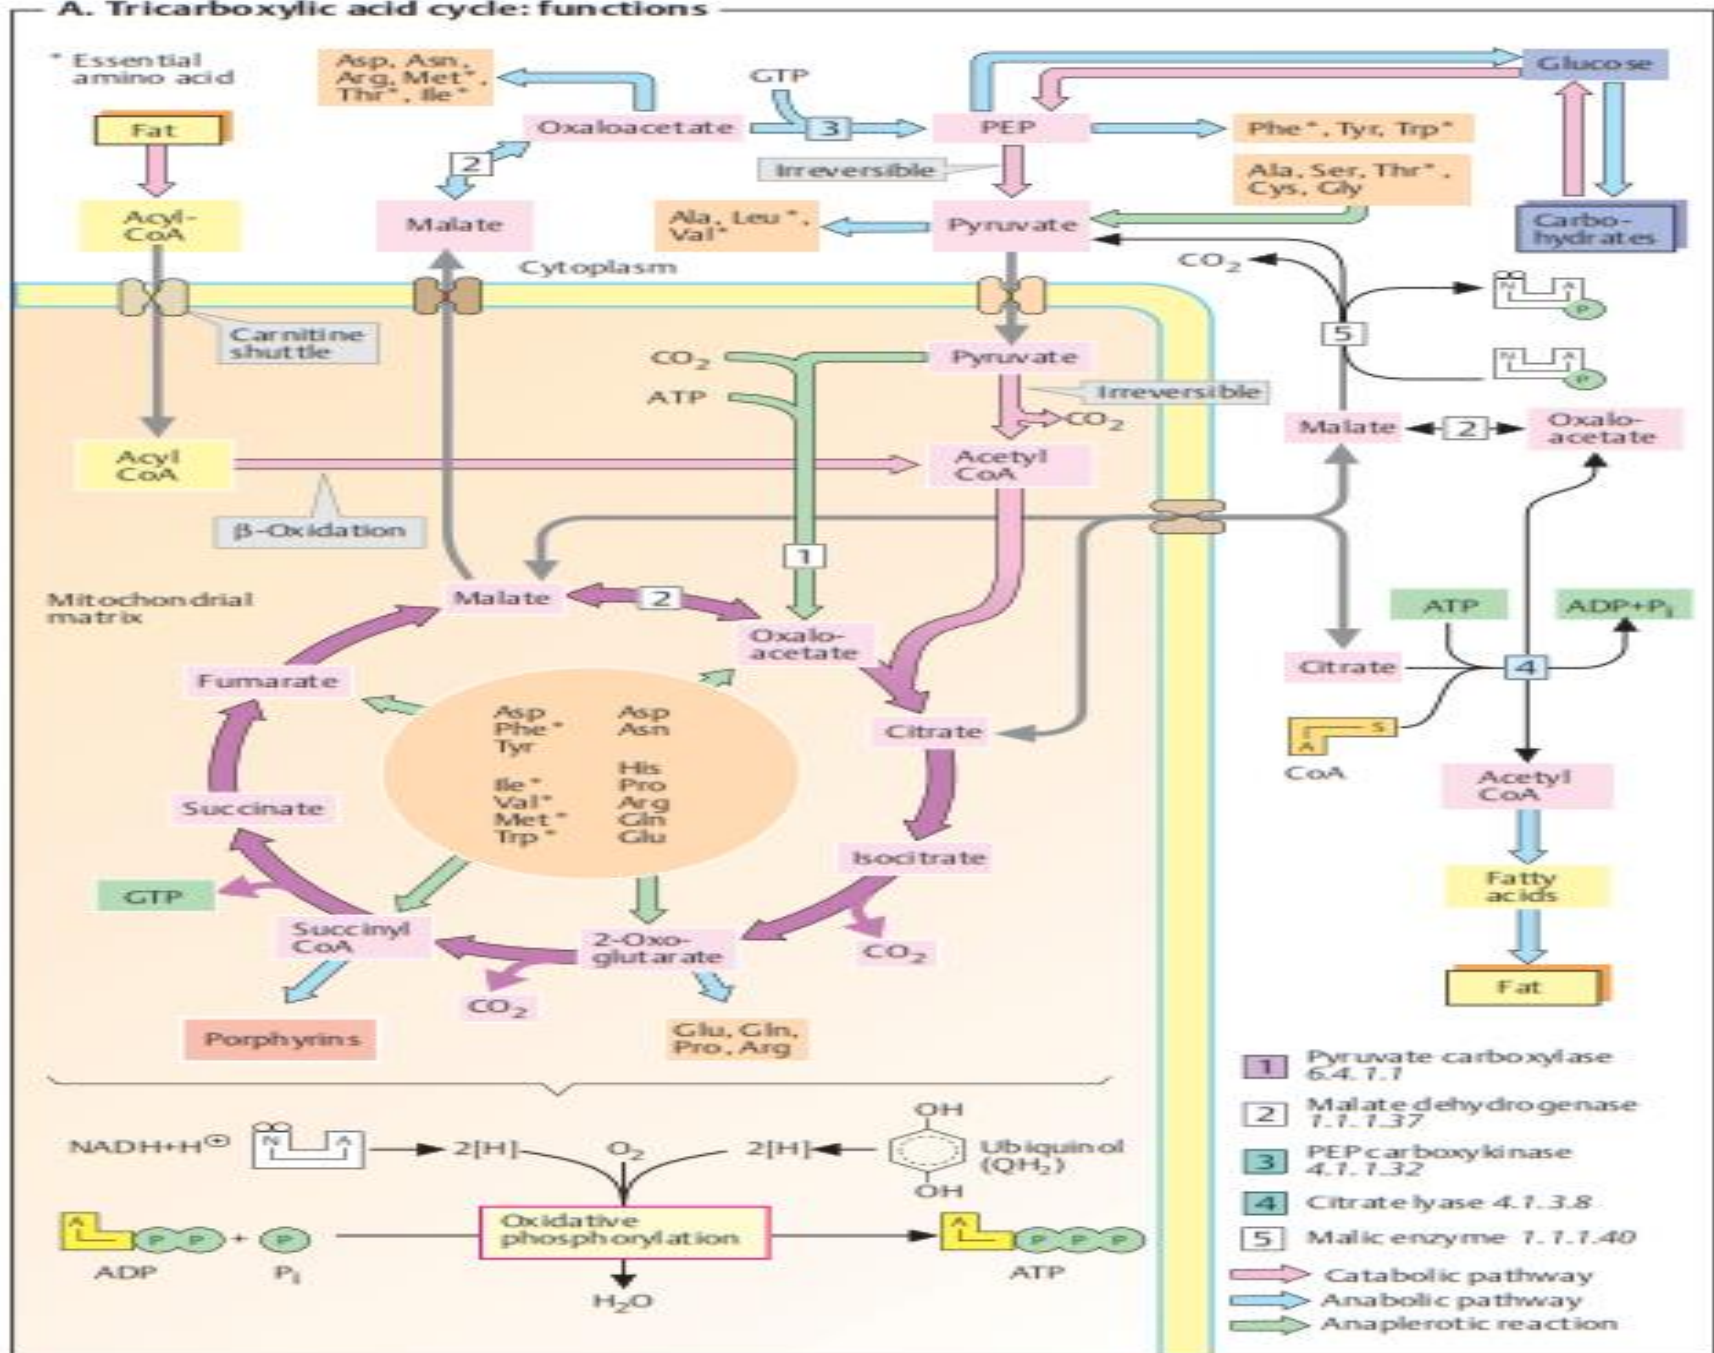 A. Tricarboxylic acid cycle: functions
* Essential
amino acid
Asp, Asn,
Arg, Met*,
Thr*, Ile*
GTP
Glucose
Fat
Oxaloacetate
3
PEP
Phe*, Tyr, Trp*
2
Irreversible
Ala, Ser, Thr*,
Cys, Gly
Acyl-
CoA
Malate
Ala, Leu*,
Val*
Pyruvate
Carbo-
hydrates
Cytoplasm
CO2
N A
P
Carnitine
shuttle
5
CO2
Pyruvate
N A
P
ATP
Irreversible
CO2
Malate
2
Oxalo-
acetate
Acyl
CoA
Acetyl
CoA
β-Oxidation
1
Mitochondrial
matrix
Malate
2
ATP
ADP+Pi
Oxalo-
acetate
Citrate
4
Fumarate
Asp
Phe*
Tyr
Ile*
Val*
Met*
Trp*
Asp
Asn
His
Pro
Arg
Gln
Glu
Citrate
S
A
CoA
Acetyl
CoA
Succinate
Isocitrate
GTP
Fatty
acids
Succinyl
CoA
2-Oxo-
glutarate
CO2
CO2
Fat
Porphyrins
Glu, Gln,
Pro, Arg
1 Pyruvate carboxylase
6.4.1.1
2 Malate dehydrogenase
1.1.1.37
3 PEP carboxykinase
4.1.1.32
4 Citrate lyase 4.1.3.8
5 Malic enzyme 1.1.1.40
Catabolic pathway
Anabolic pathway
Anaplerotic reaction
OH
NADH+H⊕
N A
2[H]
O2
2[H]
Ubiquinol
(QH2)
OH
A
P P + P
Oxidative
phosphorylation
A
P P P
ADP
Pi
ATP
H2O